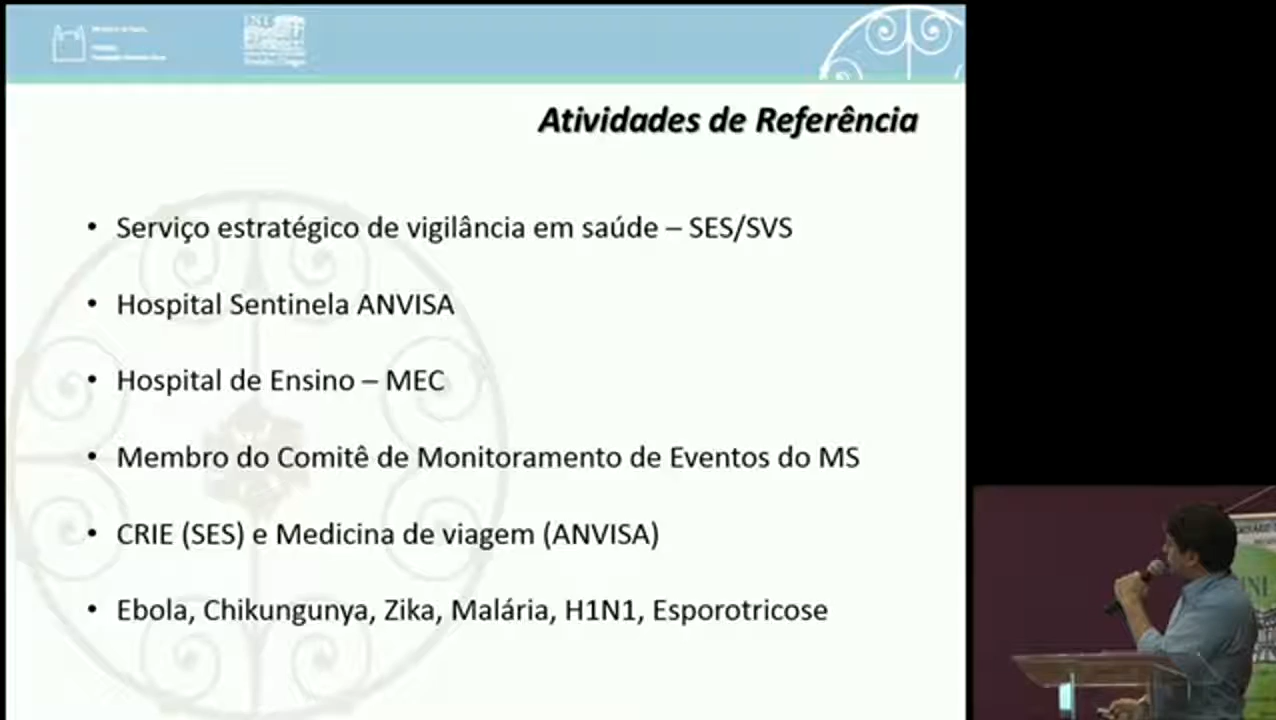 INI
Atividades de Referência
• Serviço estratégico de vigilância em saúde – SES/SVS
• Hospital Sentinela ANVISA
• Hospital de Ensino – MEC
• Membro do Comitê de Monitoramento de Eventos do MS
• CRIE (SES) e Medicina de viagem (ANVISA)
• Ebola, Chikungunya, Zika, Malária, H1N1, Esporotricose